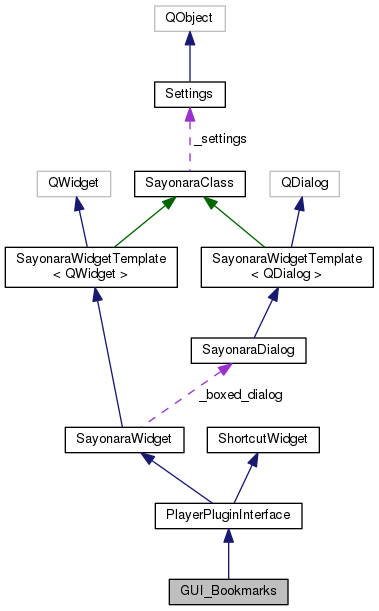 QObject
Settings
_settings
QWidget
SayonaraClass
QDialog
SayonaraWidgetTemplate
< QWidget >
SayonaraWidgetTemplate
< QDialog >
SayonaraDialog
_boxed_dialog
SayonaraWidget
ShortcutWidget
PlayerPluginInterface
GUI_Bookmarks